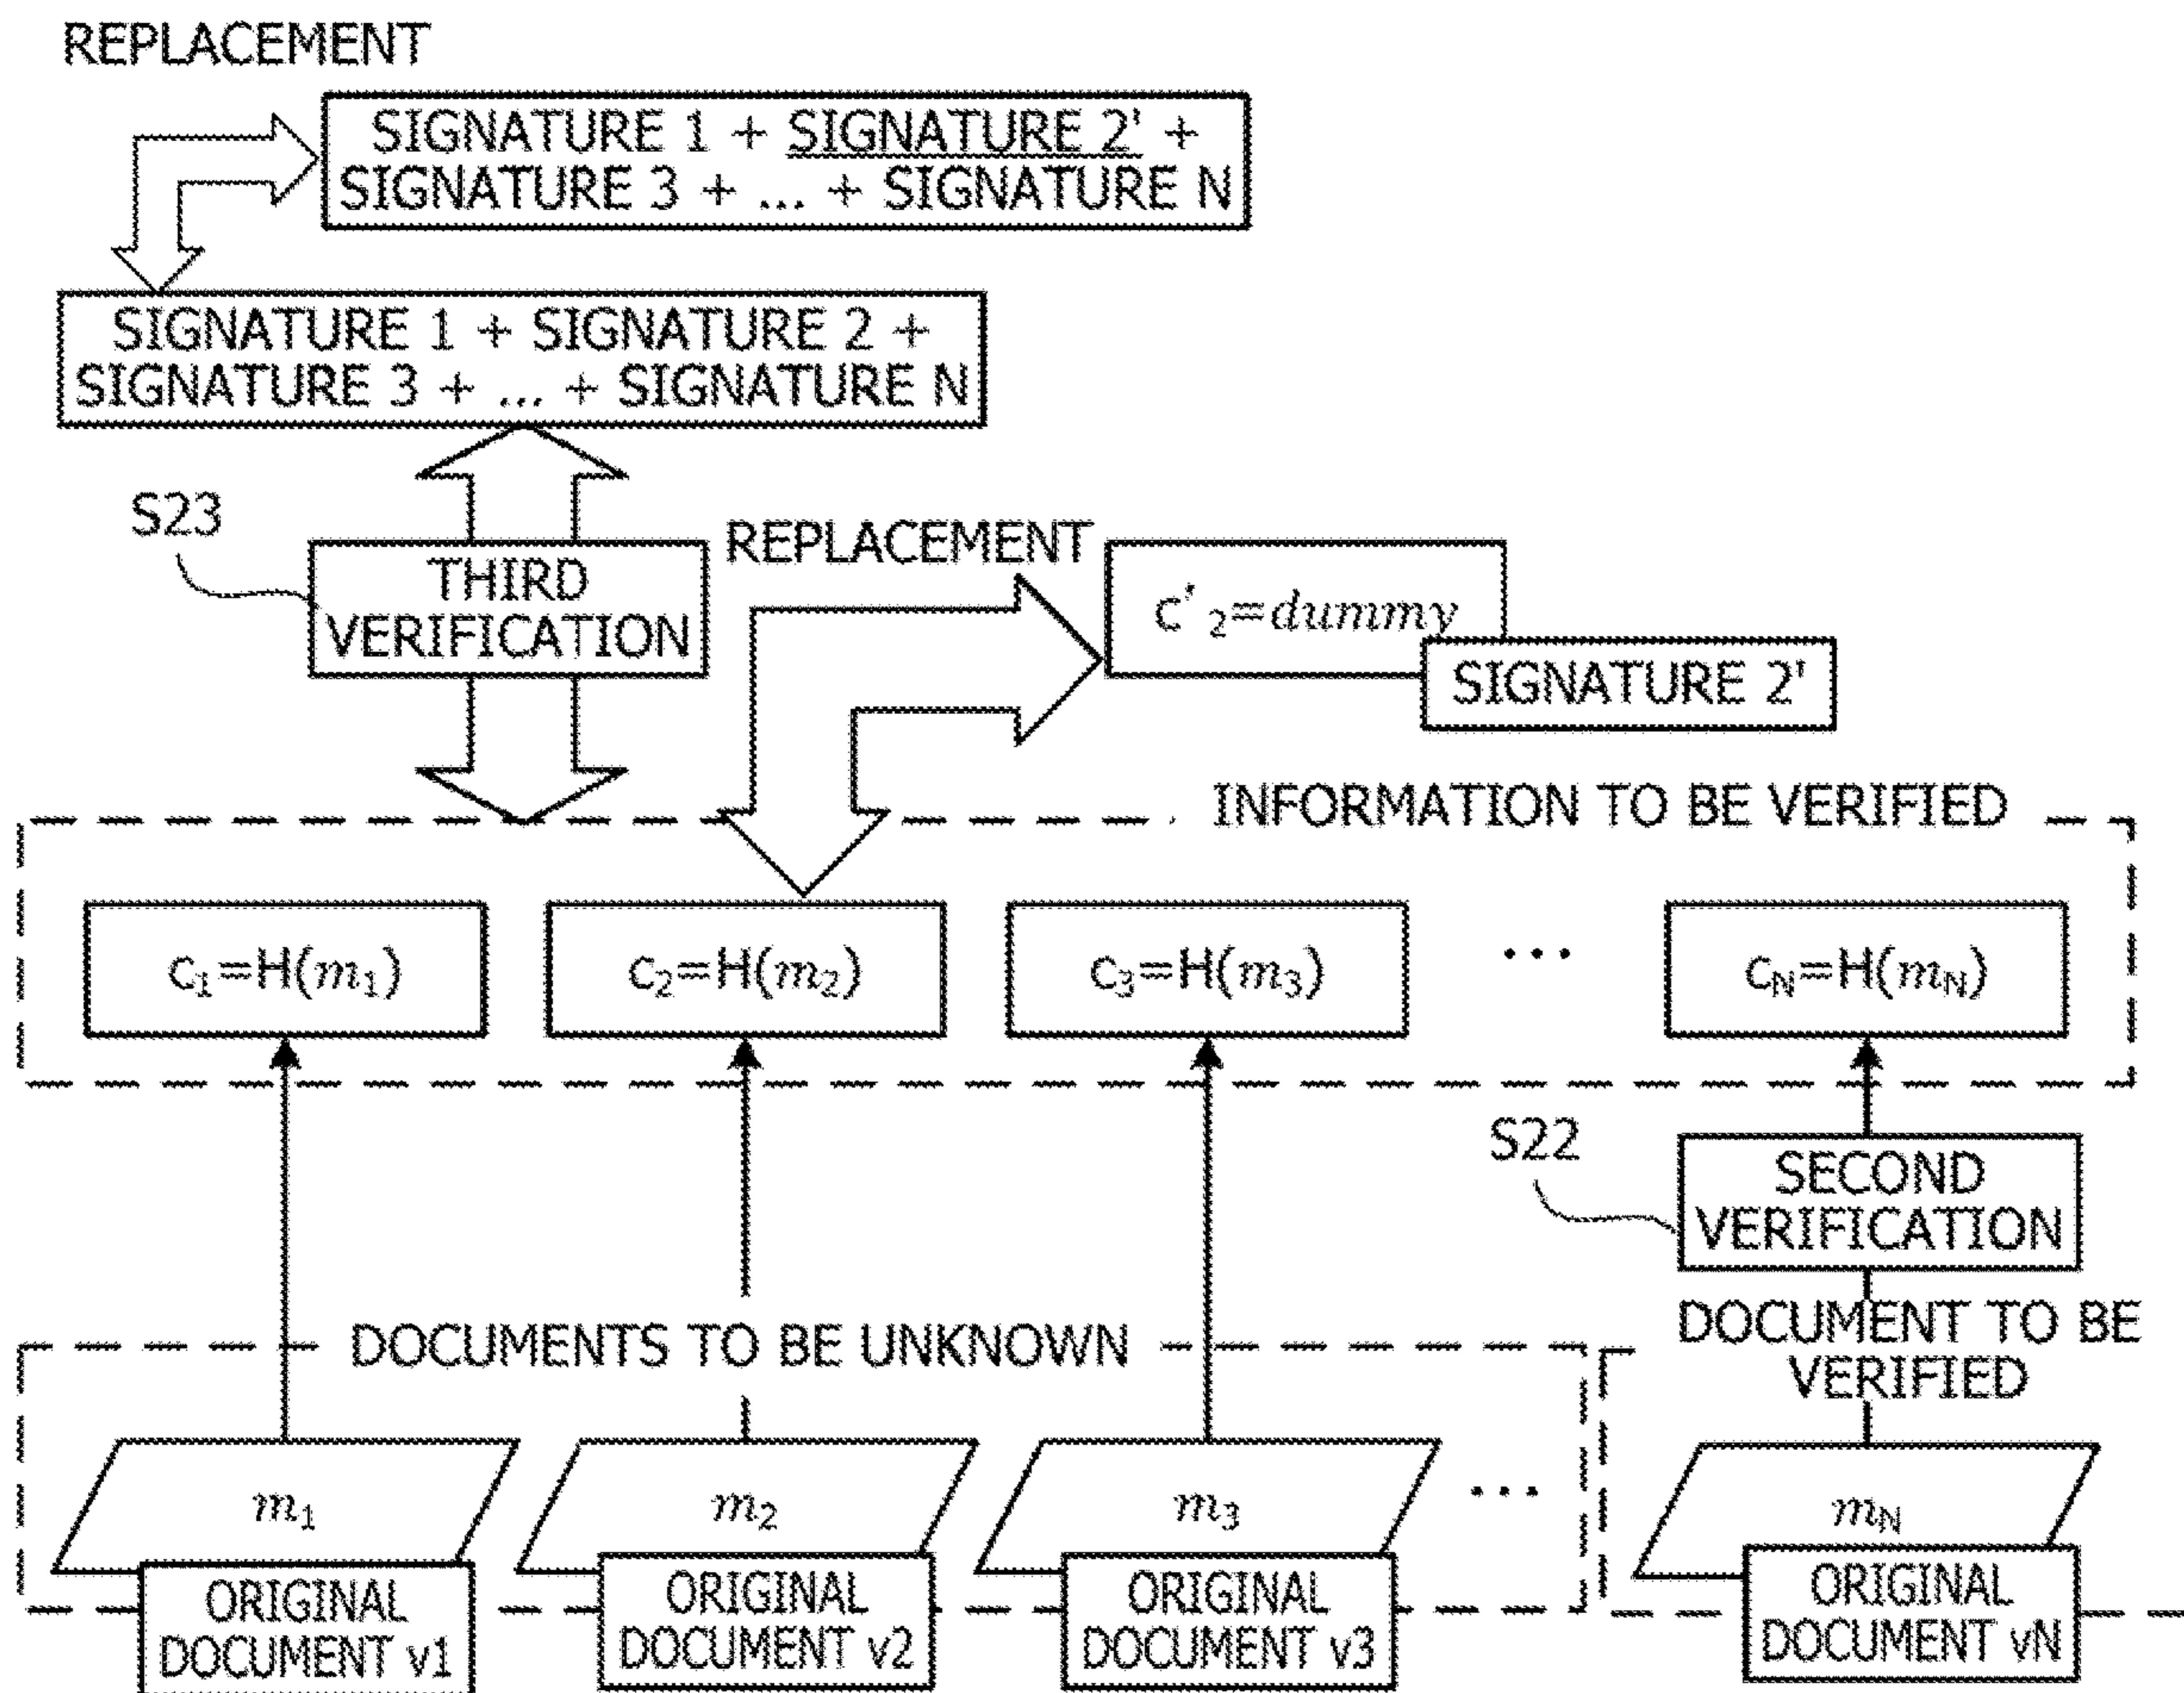 REPLACEMENT
SIGNATURE 1 + SIGNATURE 2' +
SIGNATURE 3 + ... + SIGNATURE N
SIGNATURE 1 + SIGNATURE 2 +
SIGNATURE 3 + ... + SIGNATURE N
S23
THIRD
VERIFICATION
REPLACEMENT
c'₂=dummy
SIGNATURE 2'
INFORMATION TO BE VERIFIED
c₁=H(m₁)
c₂=H(m₂)
c₃=H(m₃)
...
c_N=H(m_N)
S22
SECOND
VERIFICATION
DOCUMENTS TO BE UNKNOWN
DOCUMENT TO BE
VERIFIED
m₁
ORIGINAL
DOCUMENT v1
m₂
ORIGINAL
DOCUMENT v2
m₃
ORIGINAL
DOCUMENT v3
...
m_N
ORIGINAL
DOCUMENT vN